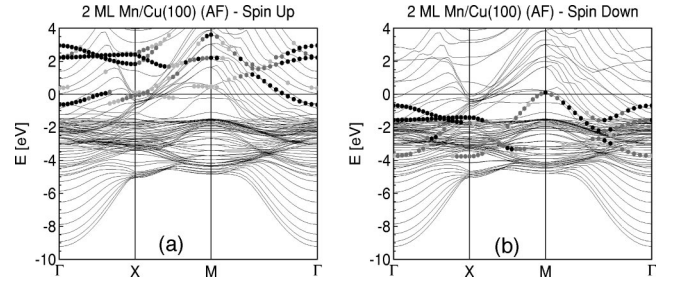 2 ML Mn/Cu(100) (AF) - Spin Up
E [eV]
4
2
0
-2
-4
-6
-8
-10
(a)
Γ X M Γ
2 ML Mn/Cu(100) (AF) - Spin Down
E [eV]
4
2
0
-2
-4
-6
-8
-10
(b)
Γ X M Γ